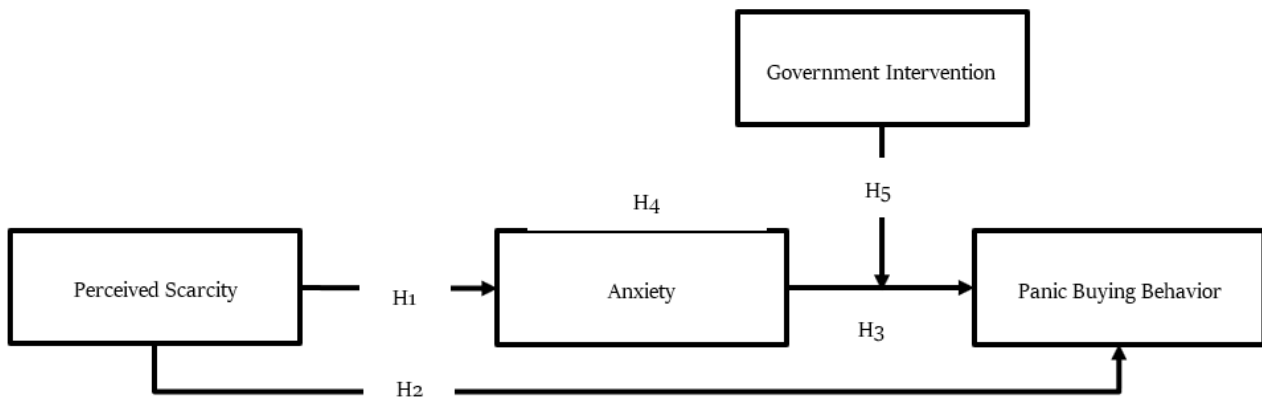 Government Intervention
H5
H4
Perceived Scarcity
H1
Anxiety
H3
Panic Buying Behavior
H2